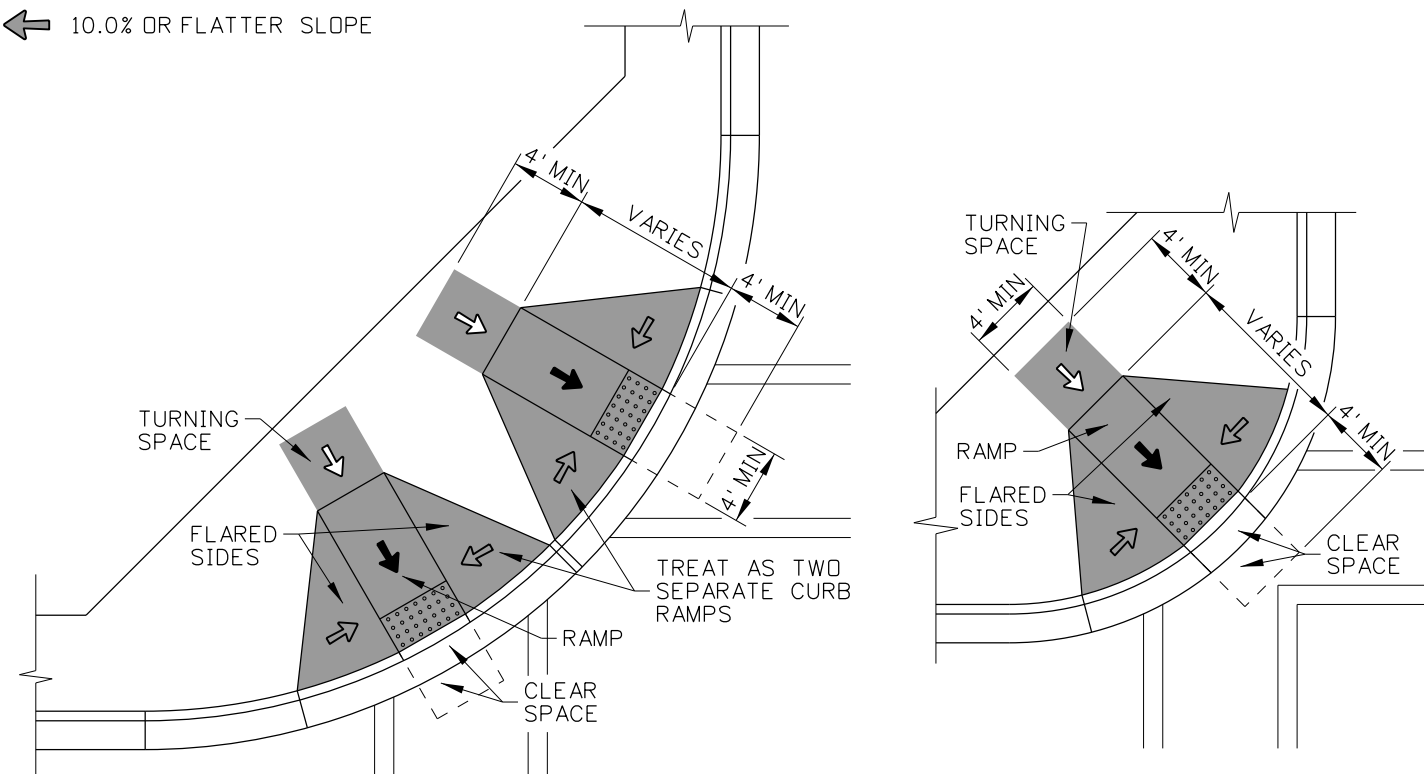 10.0% OR FLATTER SLOPE
4' MIN
VARIES
4' MIN
4' MIN
TURNING
SPACE
FLARED
SIDES
TREAT AS TWO
SEPARATE CURB
RAMPS
RAMP
CLEAR
SPACE
TURNING
SPACE
4' MIN
4' MIN
VARIES
4' MIN
RAMP
FLARED
SIDES
CLEAR
SPACE